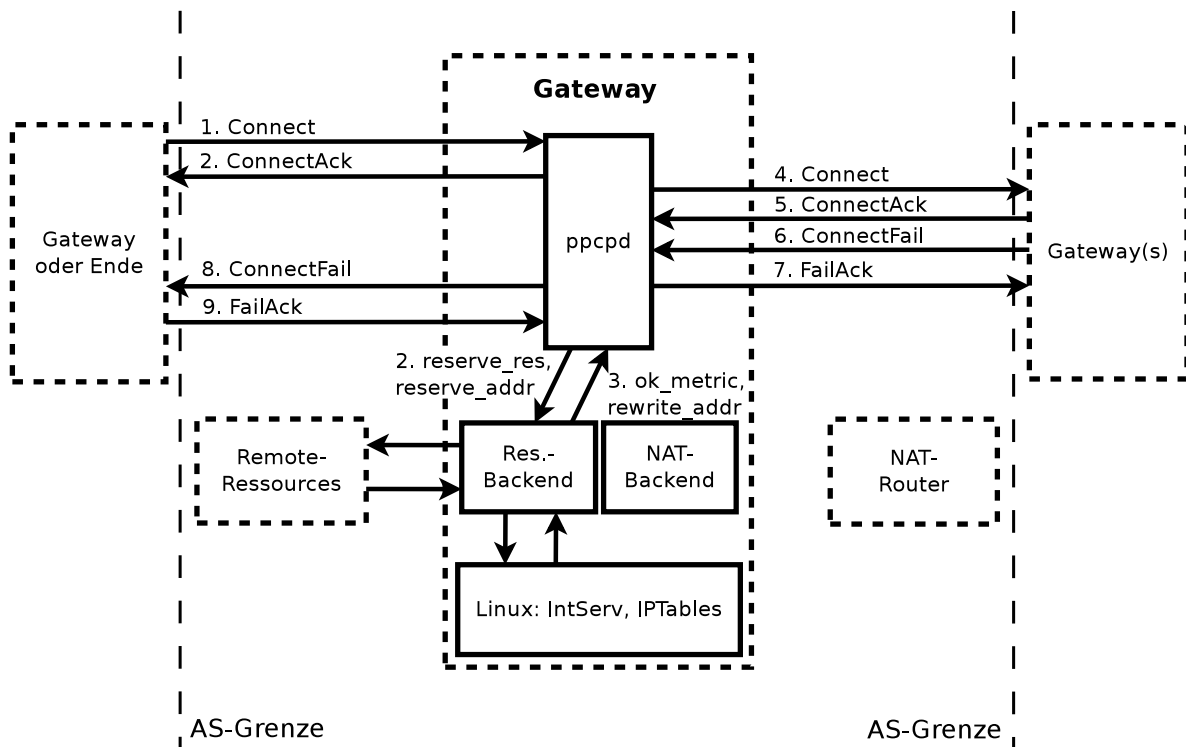 Gateway
1. Connect
2. ConnectAck
4. Connect
5. ConnectAck
6. ConnectFail
7. FailAck
8. ConnectFail
9. FailAck
Gateway
oder Ende
ppcpd
Gateway(s)
2. reserve_res,
reserve_addr
3. ok_metric,
rewrite_addr
Remote-
Ressources
Res.-
Backend
NAT-
Backend
NAT-
Router
Linux: IntServ, IPTables
AS-Grenze
AS-Grenze